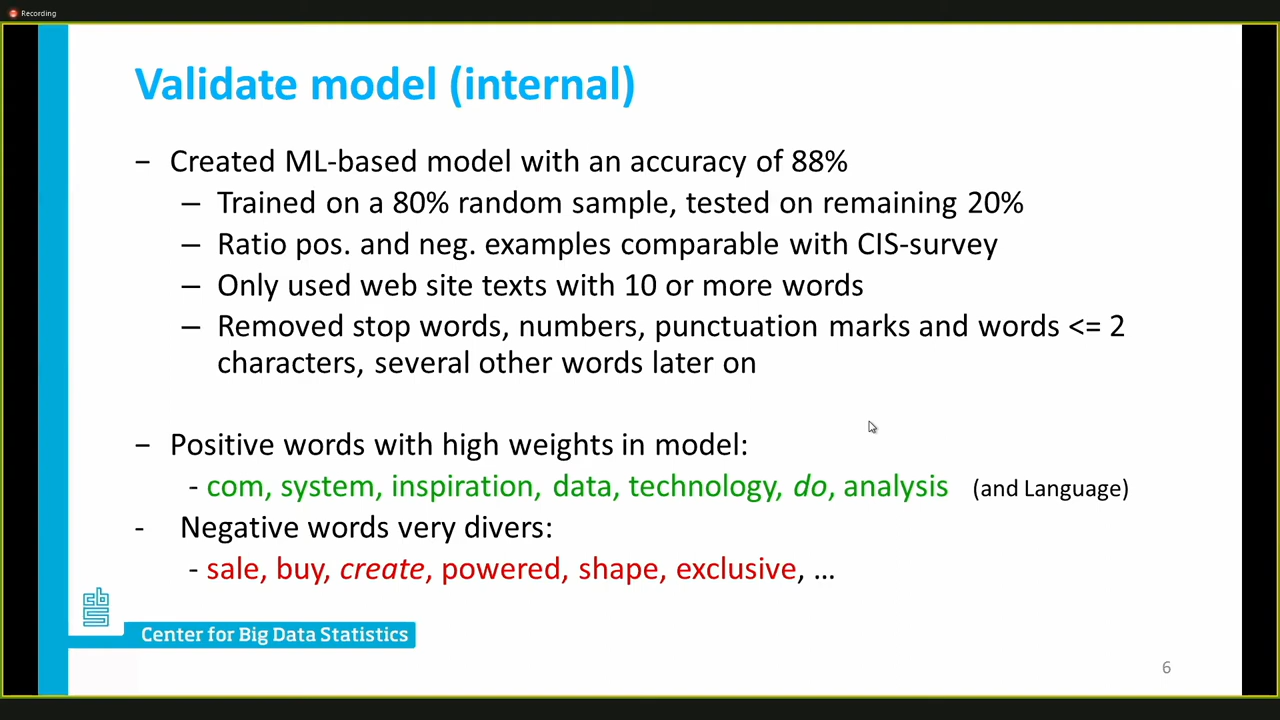 Recording
Validate model (internal)
− Created ML-based model with an accuracy of 88%
– Trained on a 80% random sample, tested on remaining 20%
– Ratio pos. and neg. examples comparable with CIS-survey
– Only used web site texts with 10 or more words
– Removed stop words, numbers, punctuation marks and words <= 2
characters, several other words later on
− Positive words with high weights in model:
- com, system, inspiration, data, technology, do, analysis (and Language)
- Negative words very divers:
- sale, buy, create, powered, shape, exclusive, …
cbs
Center for Big Data Statistics
6